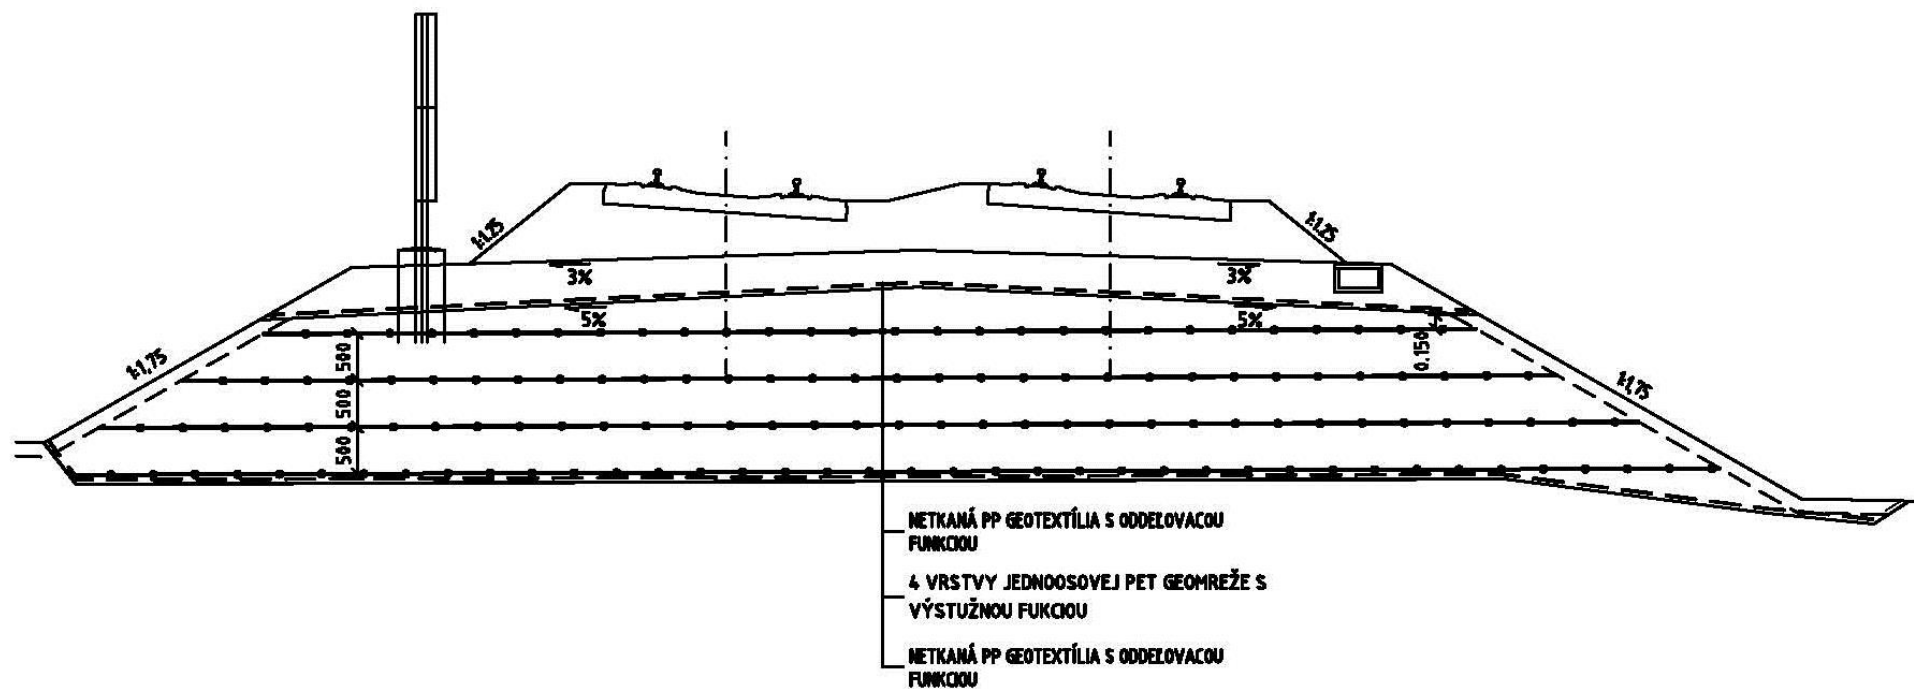 1:1.25
1:1.25
3%
3%
5%
5%
1:1,75
500
500
500
0.150
1:1,75
NETKANÁ PP GEOTEXTÍLIA S ODDEĽOVACOU
FUNKCIOU
4 VRSTVY JEDNOOSOVEJ PET GEOMREŽE S
VÝSTUŽNOU FUKCIOU
NETKANÁ PP GEOTEXTÍLIA S ODDEĽOVACOU
FUNKCIOU